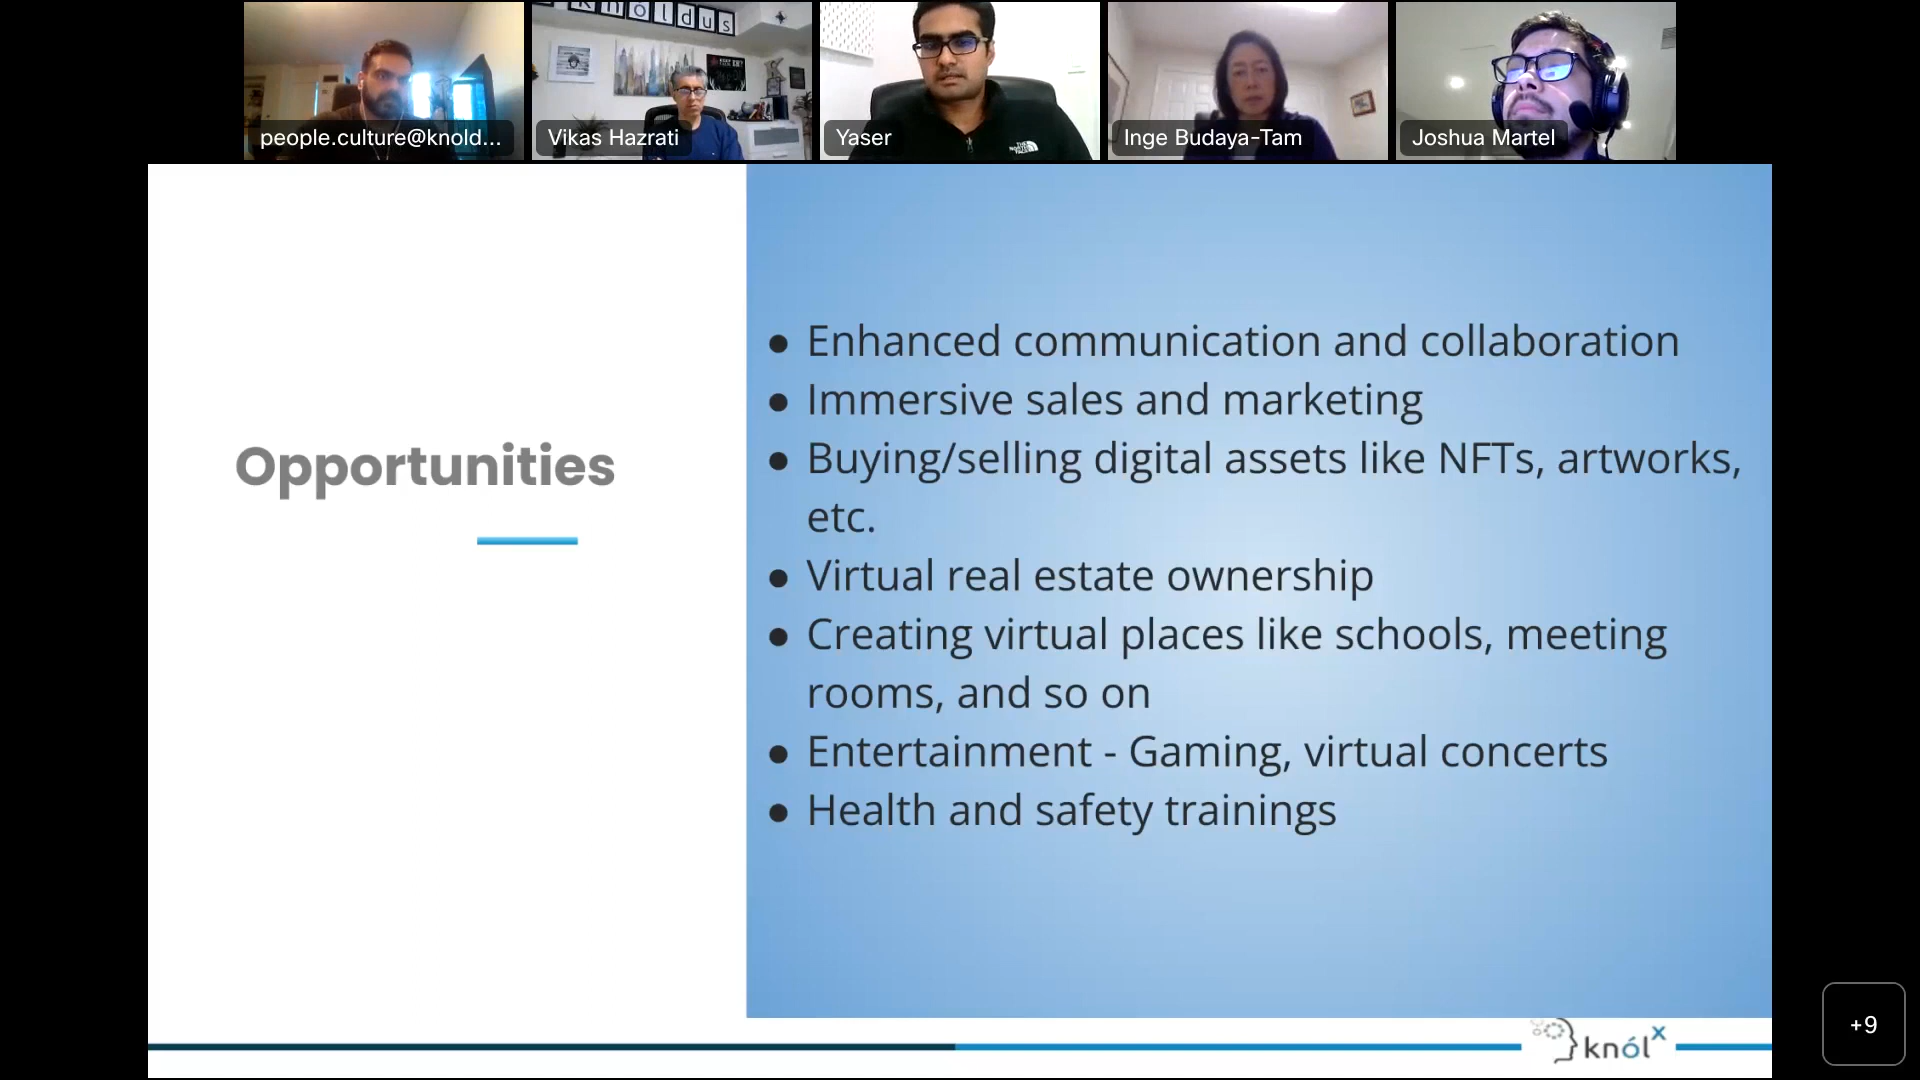 knoldus
people.culture@knold...
Vikas Hazrati
Yaser
Inge Budaya-Tam
Joshua Martel
Opportunities
● Enhanced communication and collaboration
● Immersive sales and marketing
● Buying/selling digital assets like NFTs, artworks,
etc.
● Virtual real estate ownership
● Creating virtual places like schools, meeting
rooms, and so on
● Entertainment - Gaming, virtual concerts
● Health and safety trainings
knólx
+9